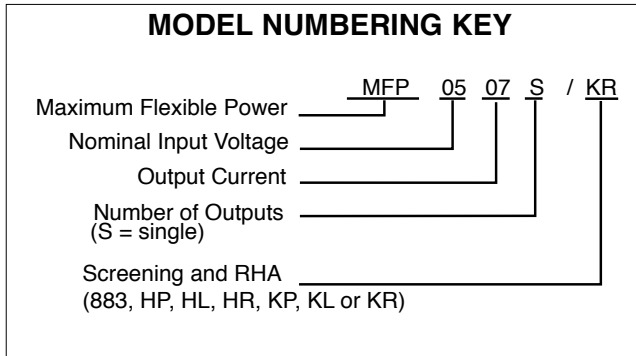 MODEL NUMBERING KEY
MFP 05 07 S / KR
Maximum Flexible Power
Nominal Input Voltage
Output Current
Number of Outputs
(S = single)
Screening and RHA
(883, HP, HL, HR, KP, KL or KR)